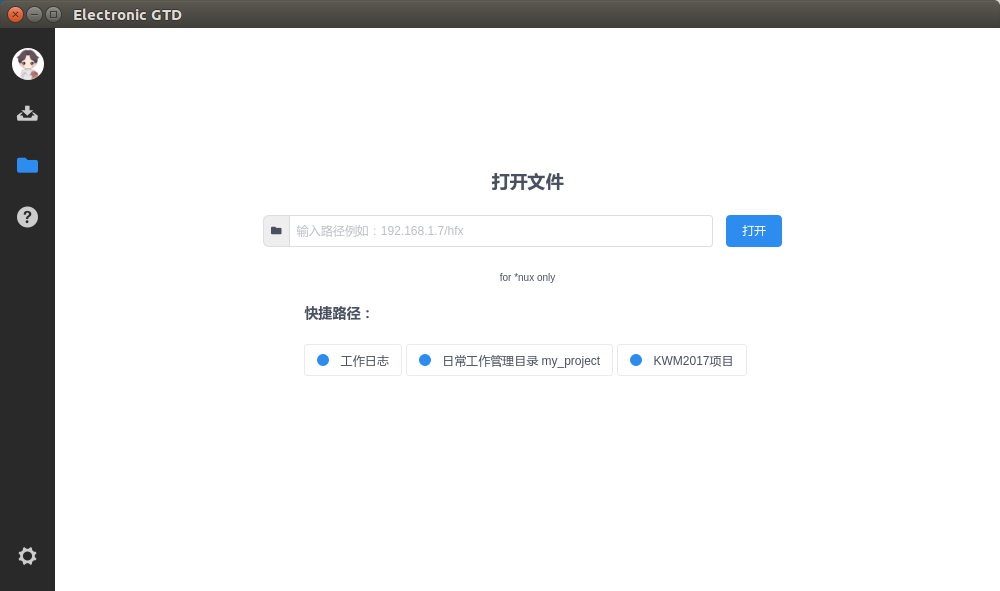 Electronic GTD
打开文件
输入路径例如：192.168.1.7/hfx
打开
for *nux only
快捷路径：
工作日志 日常工作管理目录 my_project KWM2017项目